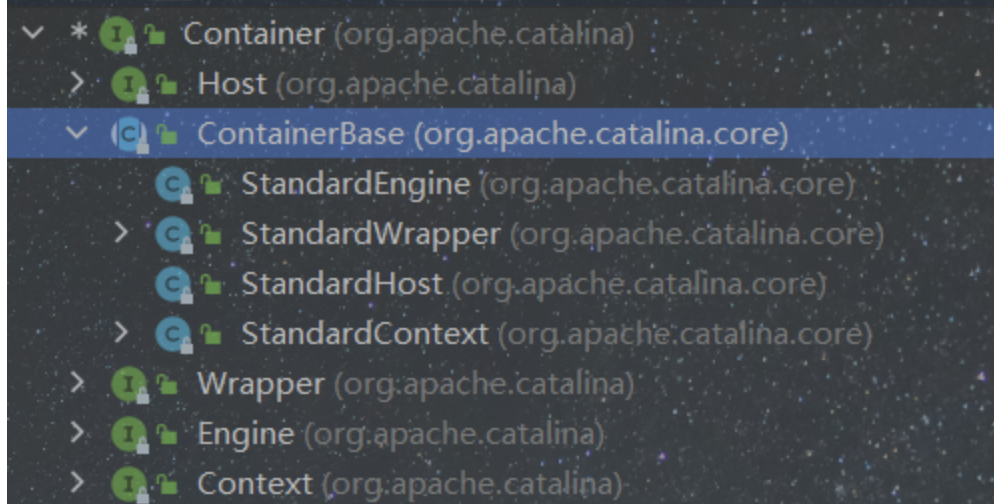 * Container (org.apache.catalina)
Host (org.apache.catalina)
ContainerBase (org.apache.catalina.core)
StandardEngine (org.apache.catalina.core)
StandardWrapper (org.apache.catalina.core)
StandardHost (org.apache.catalina.core)
StandardContext (org.apache.catalina.core)
Wrapper (org.apache.catalina)
Engine (org.apache.catalina)
Context (org.apache.catalina)